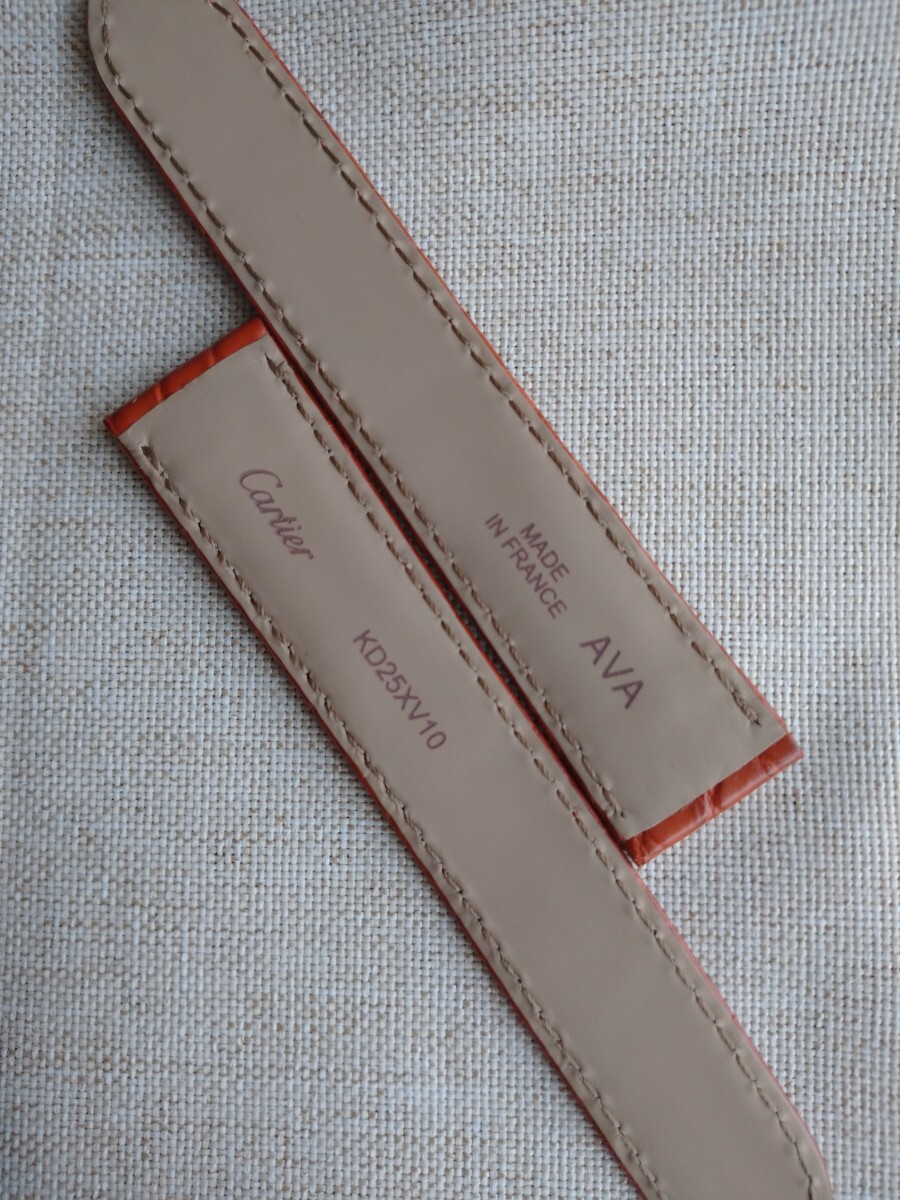 Cartier
KD25XV10
MADE
IN FRANCE
AVA